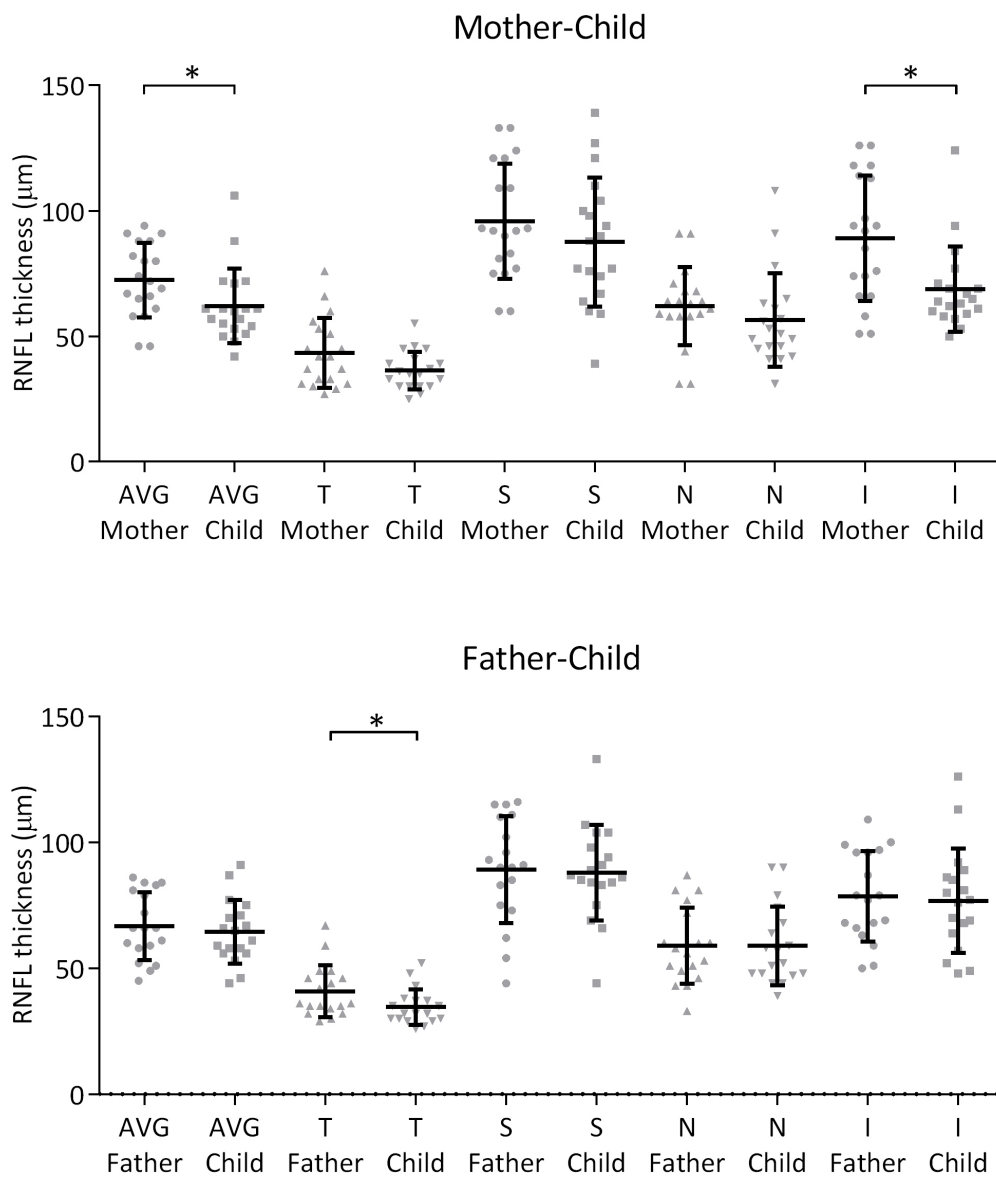 Mother-Child
RNFL thickness (µm)
150
100
50
0
*
*
AVG AVG T T S S N N I I
Mother Child Mother Child Mother Child Mother Child Mother Child
Father-Child
RNFL thickness (µm)
150
100
50
0
*
AVG AVG T T S S N N I I
Father Child Father Child Father Child Father Child Father Child